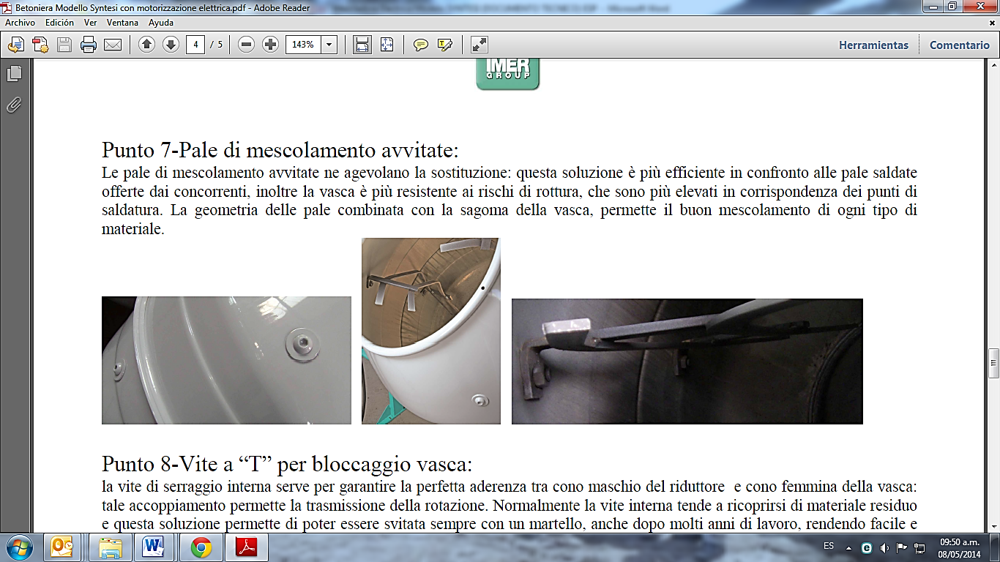 Betoniera Modello Syntesi con motorizzazione elettrica.pdf - Adobe Reader
Archivo Edición Ver Ventana Ayuda
4 / 5 143% Herramientas Comentario
IMER
GROUP
Punto 7-Pale di mescolamento avvitate:
Le pale di mescolamento avvitate ne agevolano la sostituzione: questa soluzione è più efficiente in confronto alle pale saldate
offerte dai concorrenti, inoltre la vasca è più resistente ai rischi di rottura, che sono più elevati in corrispondenza dei punti di
saldatura. La geometria delle pale combinata con la sagoma della vasca, permette il buon mescolamento di ogni tipo di
materiale.
Punto 8-Vite a “T” per bloccaggio vasca:
la vite di serraggio interna serve per garantire la perfetta aderenza tra cono maschio del riduttore e cono femmina della vasca:
tale accoppiamento permette la trasmissione della rotazione. Normalmente la vite interna tende a ricoprirsi di materiale residuo
e questa soluzione permette di poter essere svitata sempre con un martello, anche dopo molti anni di lavoro, rendendo facile e
ES 09:50 a.m.
08/05/2014